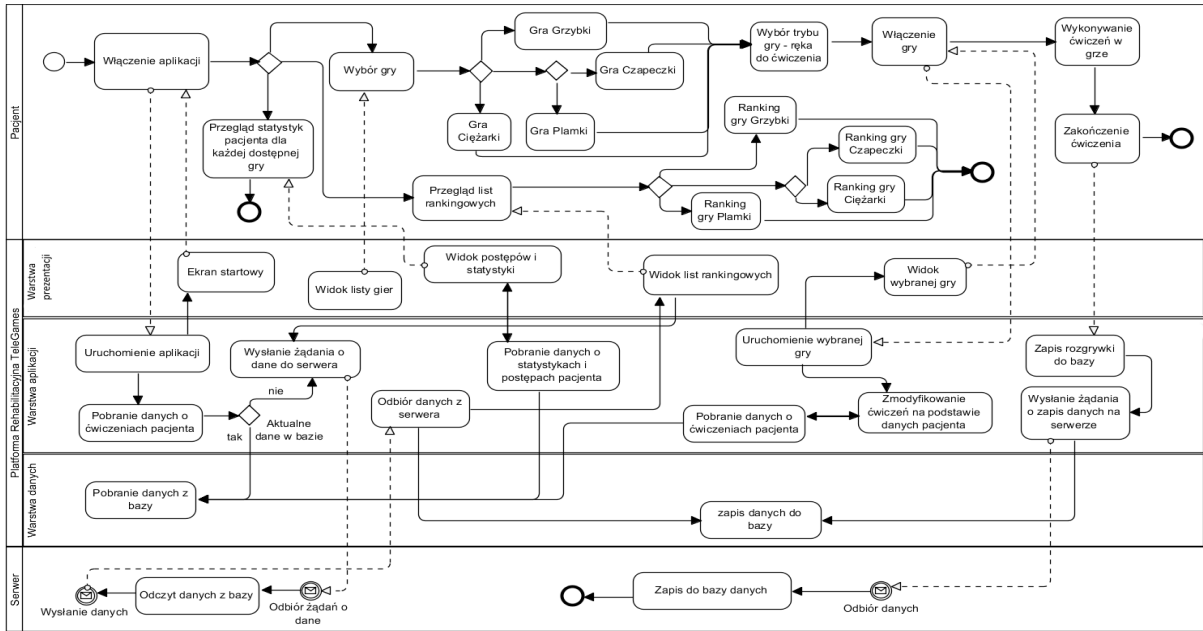 Pacjent
Włączenie aplikacji
Wybór gry
Gra Grzybki
Gra Czapeczki
Gra
Ciężarki
Gra Plamki
Wybór trybu
gry - ręka
do ćwiczenia
Włączenie
gry
Wykonywanie
ćwiczeń w
grze
Przegląd statystyk
pacjenta dla
każdej dostępnej
gry
Przegląd list
rankingowych
Ranking
gry Grzybki
Ranking gry
Czapeczki
Ranking gry
Ciężarki
Ranking
gry Plamki
Zakończenie
ćwiczenia
Platforma Rehabilitacyjna TeleGames
Warstwa
prezentacji
Ekran startowy
Widok listy gier
Widok postępów i
statystyki
Widok list rankingowych
Widok
wybranej gry
Warstwa aplikacji
Uruchomienie aplikacji
Wysłanie żądania o
dane do serwera
Pobranie danych o
statystykach i
postępach pacjenta
Uruchomienie wybranej
gry
Zapis rozgrywki
do bazy
Pobranie danych o
ćwiczeniach pacjenta
nie
tak
Aktualne
dane w bazie
Odbiór danych z
serwera
Pobranie danych o
ćwiczeniach pacjenta
Zmodyfikowanie
ćwiczeń na podstawie
danych pacjenta
Wysłanie żądania
o zapis danych na
serwerze
Warstwa danych
Pobranie danych z
bazy
zapis danych do
bazy
Serwer
Wysłanie danych
Odczyt danych z bazy
Odbiór żądań o
dane
Zapis do bazy danych
Odbiór danych